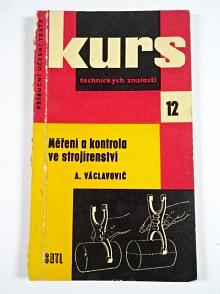 PŘÍRUČNÍ UČEBNÍ TEXTY
kurs
technických znalostí
12
Měření a kontrola
ve strojírenství
A. VÁCLAVOVIČ
SNTL